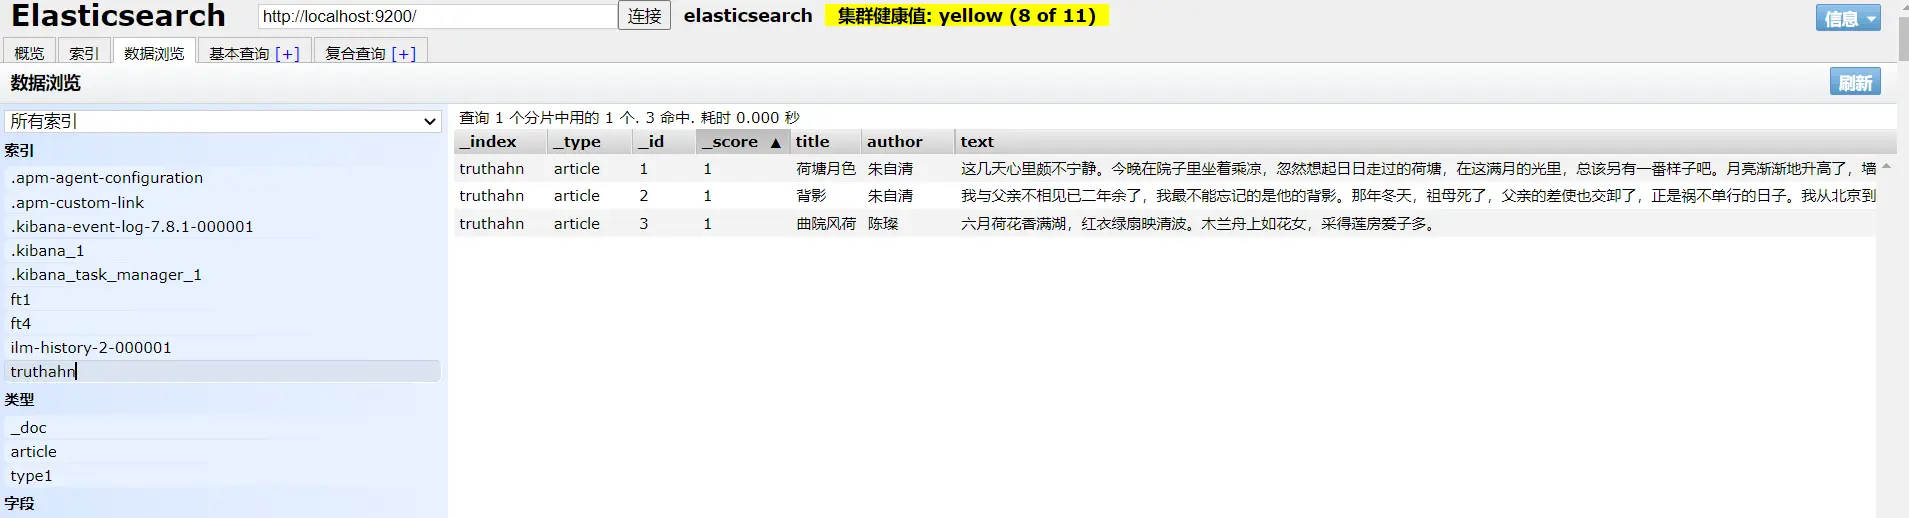 Elasticsearch http://localhost:9200/ 连接 elasticsearch 集群健康值: yellow (8 of 11) 信息
概览 索引 数据浏览 基本查询 [+] 复合查询 [+]
数据浏览 刷新
所有索引
索引
.apm-agent-configuration
.apm-custom-link
.kibana-event-log-7.8.1-000001
.kibana_1
.kibana_task_manager_1
ft1
ft4
ilm-history-2-000001
truthahn
类型
_doc
article
type1
字段
查询 1 个分片中用的 1 个. 3 命中. 耗时 0.000 秒
_index _type _id _score ▲ title author text
truthahn article 1 1 荷塘月色 朱自清 这几天心里颇不宁静。今晚在院子里坐着乘凉，忽然想起日日走过的荷塘，在这满月的光里，总该另有一番样子吧。月亮渐渐地升高了，墙
truthahn article 2 1 背影 朱自清 我与父亲不相见已二年余了，我最不能忘记的是他的背影。那年冬天，祖母死了，父亲的差使也交卸了，正是祸不单行的日子。我从北京到
truthahn article 3 1 曲院风荷 陈璨 六月荷花香满湖，红衣绿扇映清波。木兰舟上如花女，采得莲房爱子多。